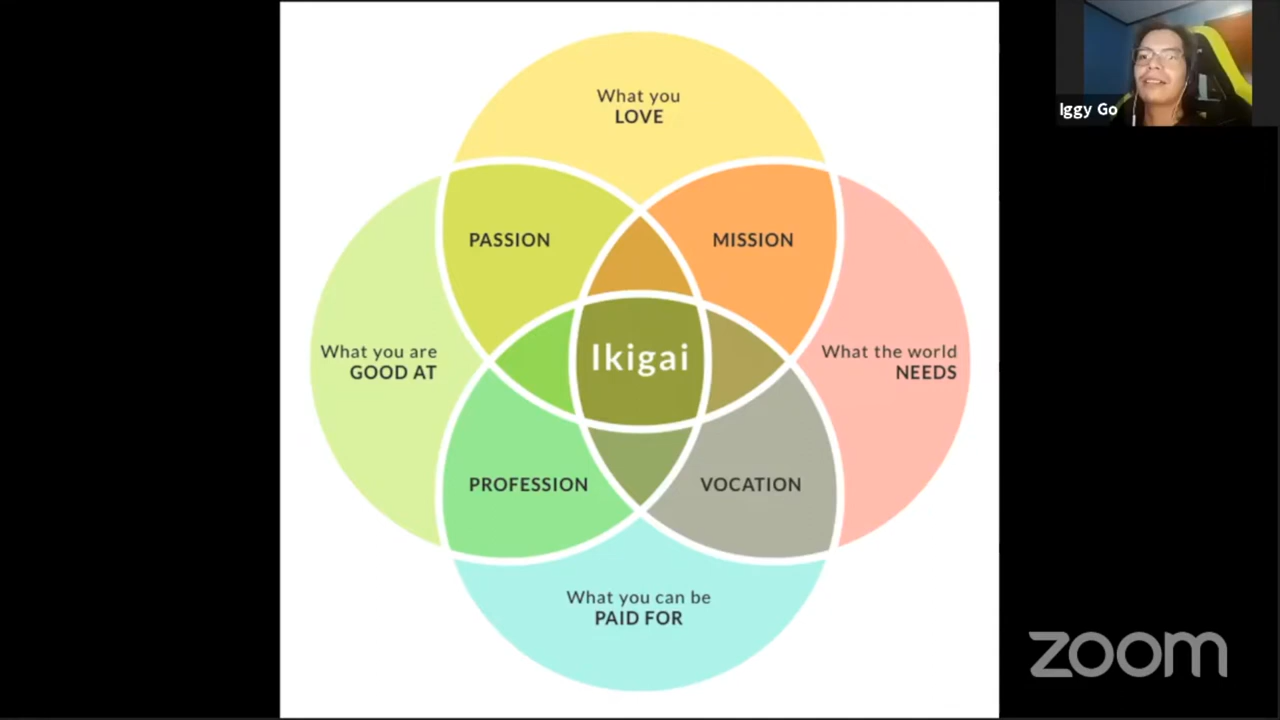 What you
LOVE
Iggy Go
PASSION
MISSION
What you are
GOOD AT
Ikigai
What the world
NEEDS
PROFESSION
VOCATION
What you can be
PAID FOR
zoom